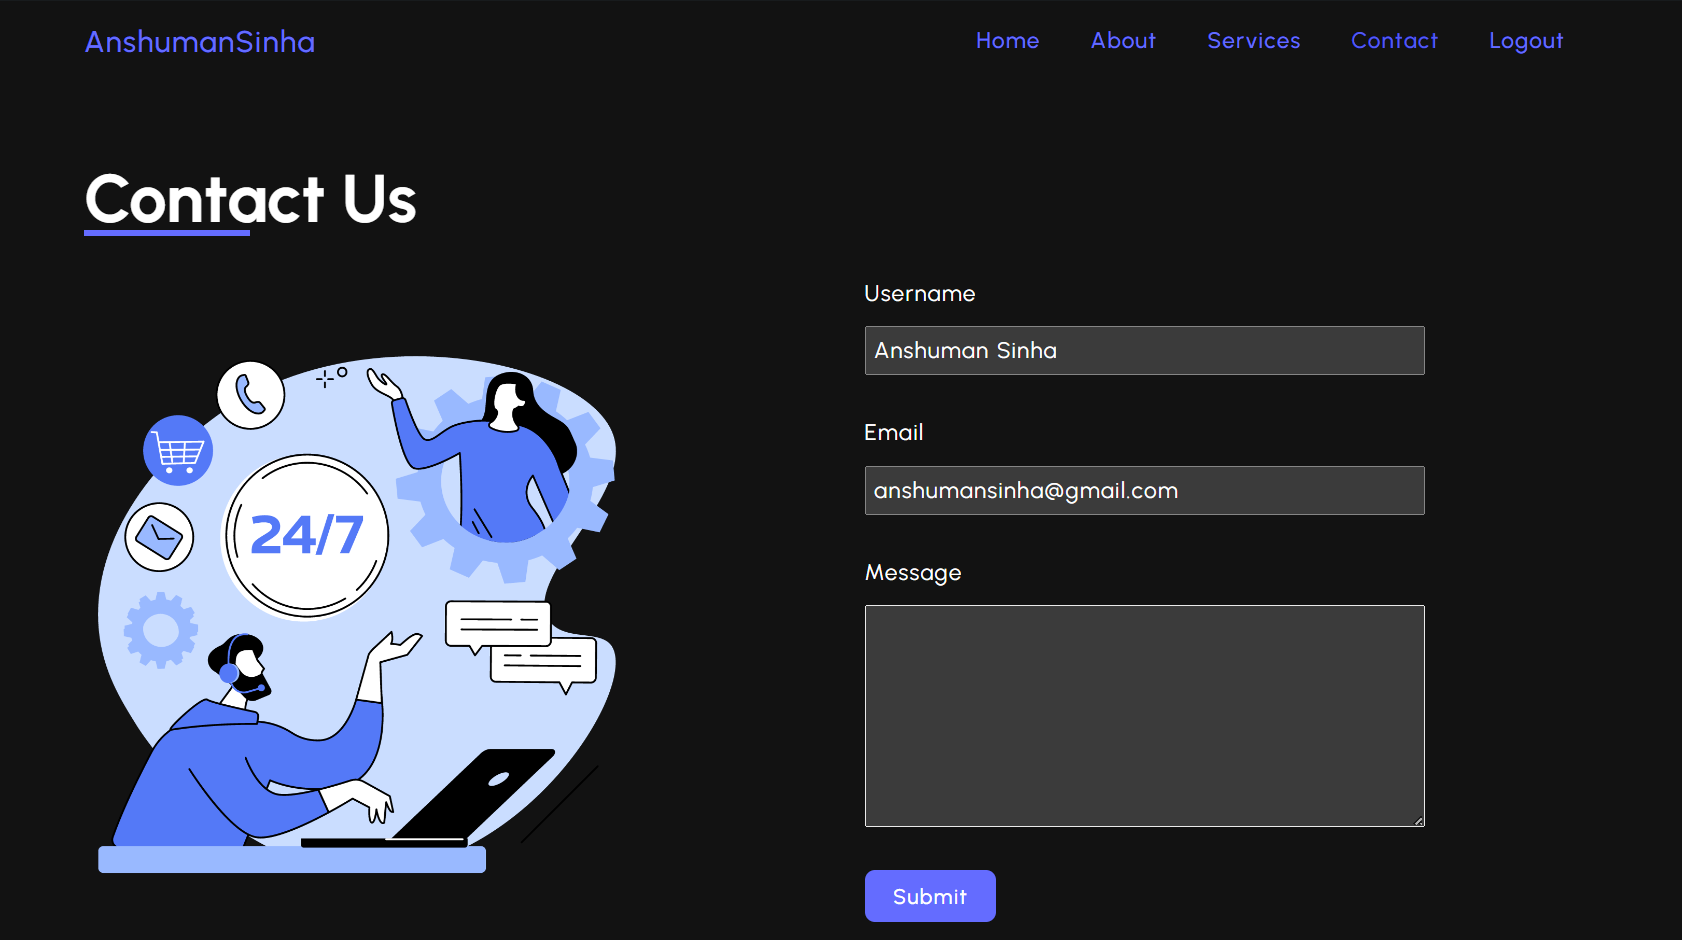 AnshumanSinha
Home About Services Contact Logout
Contact Us
Username
Anshuman Sinha
Email
anshumansinha@gmail.com
Message
24/7
Submit